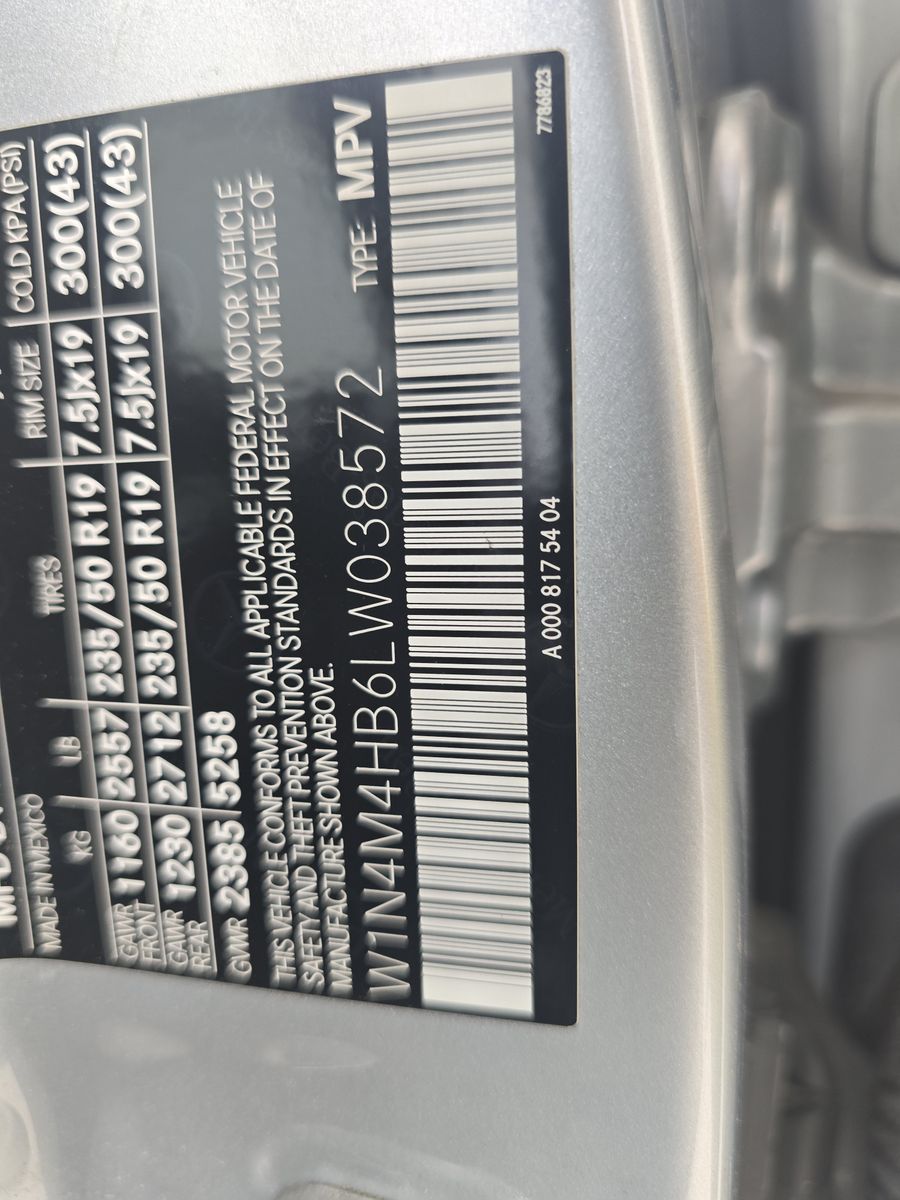 MADE IN MEXICO
KG LB TIRES RIM SIZE COLD KPA(PSI)
GAWR FRONT 1160 2557 235/50 R19 7.5Jx19 300(43)
GAWR REAR 1230 2712 235/50 R19 7.5Jx19 300(43)
GVWR 2385 5258
THIS VEHICLE CONFORMS TO ALL APPLICABLE FEDERAL MOTOR VEHICLE
SAFETY AND THEFT PREVENTION STANDARDS IN EFFECT ON THE DATE OF
MANUFACTURE SHOWN ABOVE.
W1N4M4HB6LW038572 TYPE: MPV
A 000 817 54 04
7786823